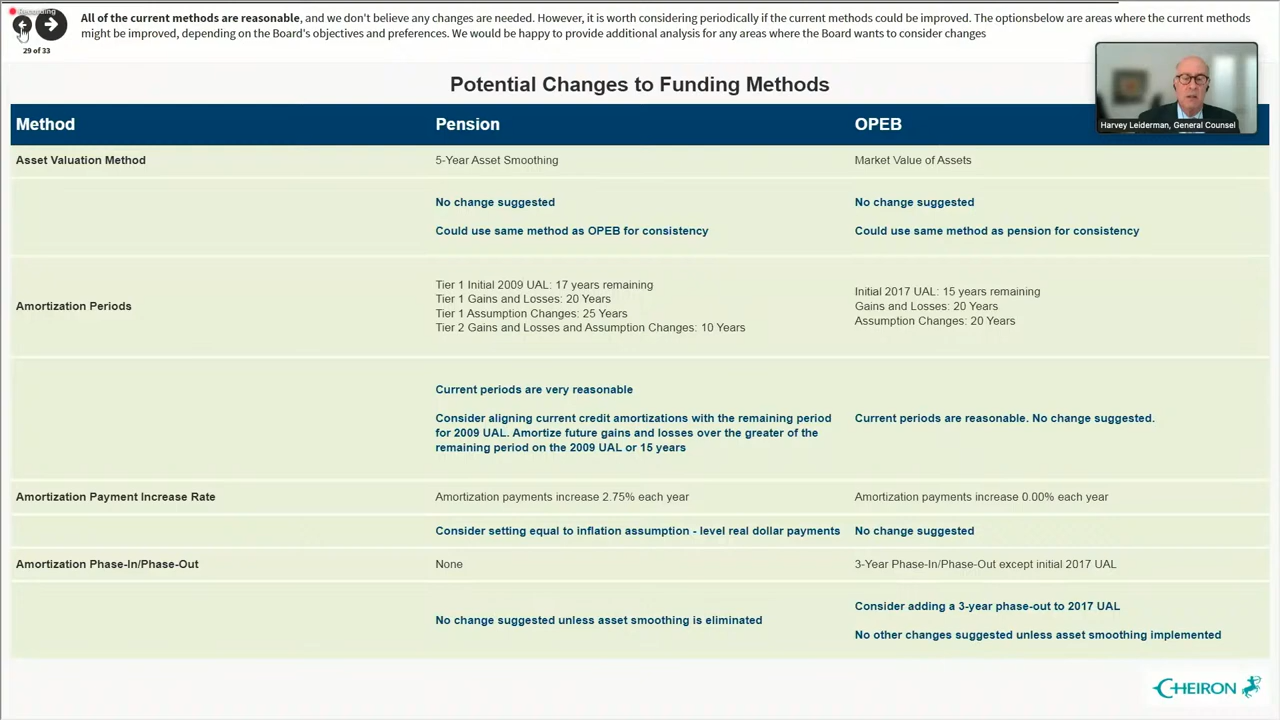 Recording
All of the current methods are reasonable, and we don't believe any changes are needed. However, it is worth considering periodically if the current methods could be improved. The optionsbelow are areas where the current methods
might be improved, depending on the Board's objectives and preferences. We would be happy to provide additional analysis for any areas where the Board wants to consider changes
29 of 33
Harvey Leiderman, General Counsel
Potential Changes to Funding Methods
Method Pension OPEB
Asset Valuation Method 5-Year Asset Smoothing Market Value of Assets
No change suggested No change suggested
Could use same method as OPEB for consistency Could use same method as pension for consistency
Amortization Periods
Tier 1 Initial 2009 UAL: 17 years remaining
Tier 1 Gains and Losses: 20 Years
Tier 1 Assumption Changes: 25 Years
Tier 2 Gains and Losses and Assumption Changes: 10 Years
Initial 2017 UAL: 15 years remaining
Gains and Losses: 20 Years
Assumption Changes: 20 Years
Current periods are very reasonable
Consider aligning current credit amortizations with the remaining period
for 2009 UAL. Amortize future gains and losses over the greater of the
remaining period on the 2009 UAL or 15 years
Current periods are reasonable. No change suggested.
Amortization Payment Increase Rate Amortization payments increase 2.75% each year Amortization payments increase 0.00% each year
Consider setting equal to inflation assumption - level real dollar payments No change suggested
Amortization Phase-In/Phase-Out None 3-Year Phase-In/Phase-Out except initial 2017 UAL
No change suggested unless asset smoothing is eliminated
Consider adding a 3-year phase-out to 2017 UAL
No other changes suggested unless asset smoothing implemented
CHEIRON